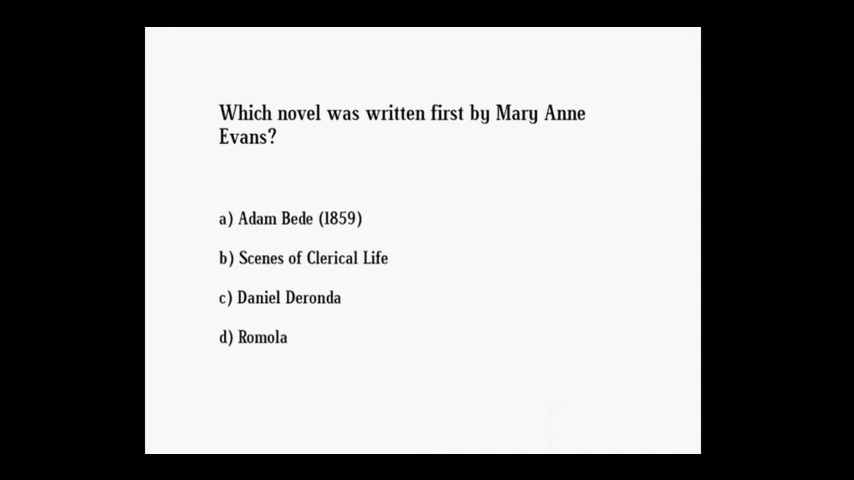 Which novel was written first by Mary Anne
Evans?
a) Adam Bede (1859)
b) Scenes of Clerical Life
c) Daniel Deronda
d) Romola